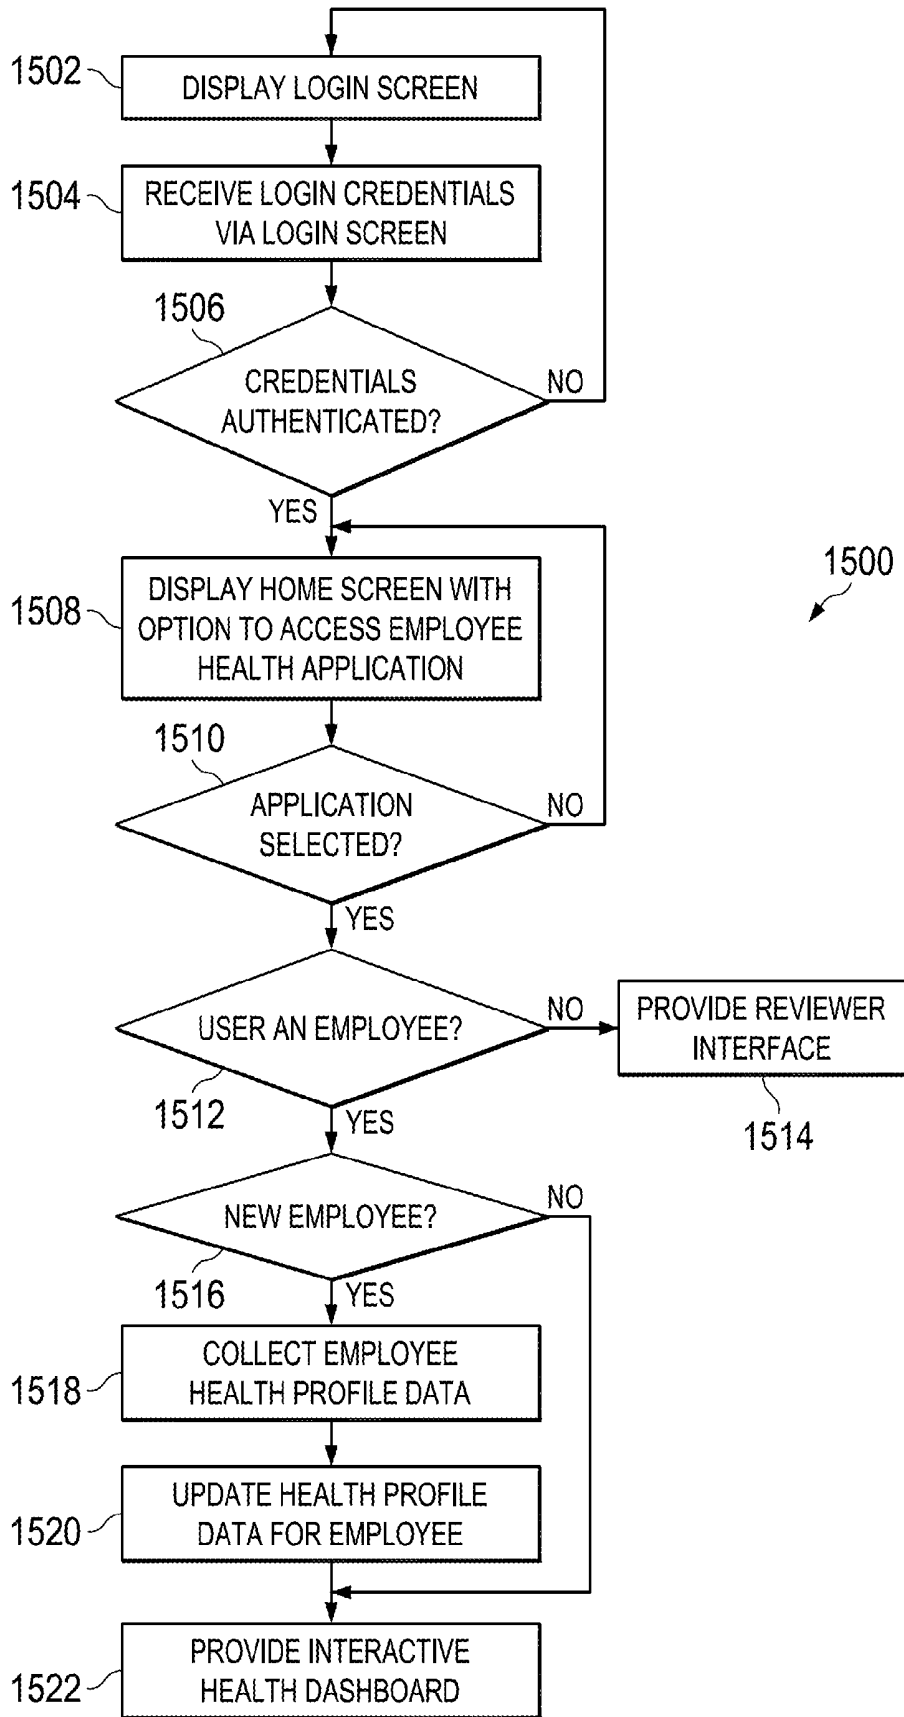 1502
DISPLAY LOGIN SCREEN
1504
RECEIVE LOGIN CREDENTIALS
VIA LOGIN SCREEN
1506
CREDENTIALS
AUTHENTICATED?
NO
YES
1508
DISPLAY HOME SCREEN WITH
OPTION TO ACCESS EMPLOYEE
HEALTH APPLICATION
1500
1510
APPLICATION
SELECTED?
NO
YES
USER AN EMPLOYEE?
NO
PROVIDE REVIEWER
INTERFACE
1512
YES
1514
NEW EMPLOYEE?
NO
1516
YES
1518
COLLECT EMPLOYEE
HEALTH PROFILE DATA
1520
UPDATE HEALTH PROFILE
DATA FOR EMPLOYEE
1522
PROVIDE INTERACTIVE
HEALTH DASHBOARD